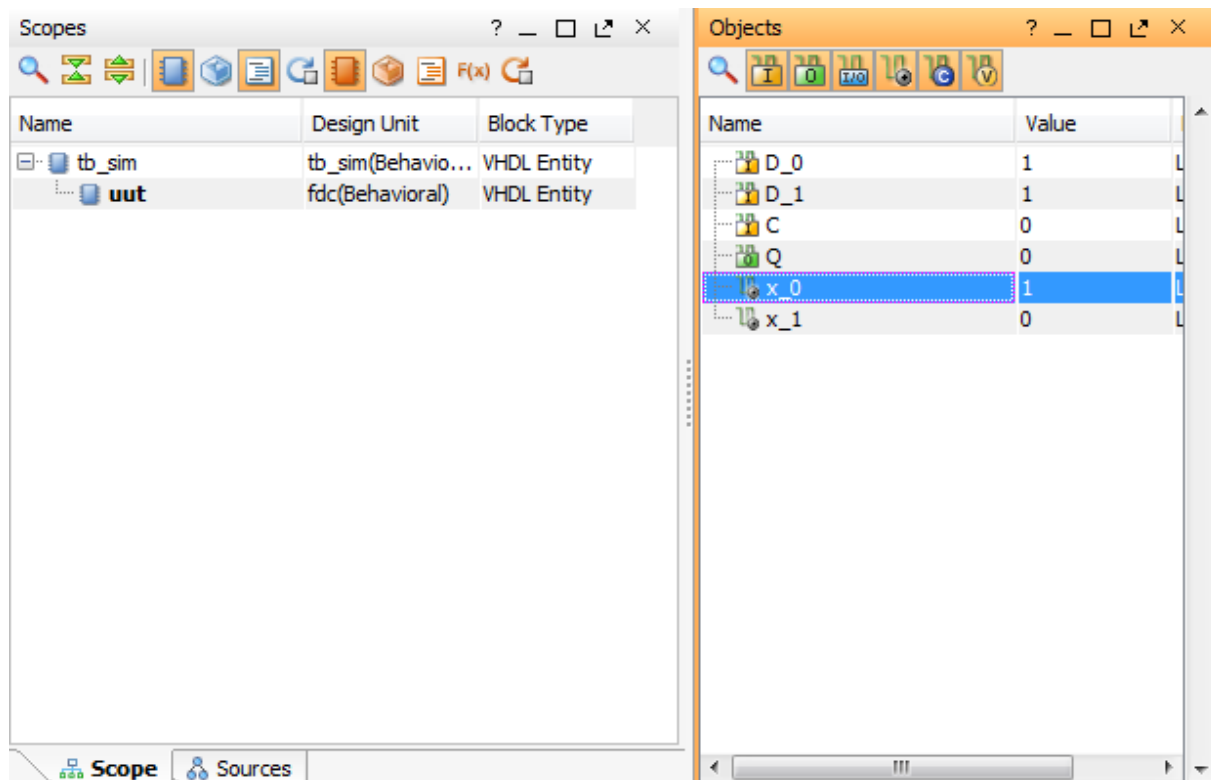 Scopes
F(x)
Name Design Unit Block Type
tb_sim tb_sim(Behavio... VHDL Entity
uut fdc(Behavioral) VHDL Entity
Scope Sources
Objects
I O I/O C V
Name Value
D_0 1 L
D_1 1 L
C 0 L
Q 0 L
x_0 1 L
x_1 0 L